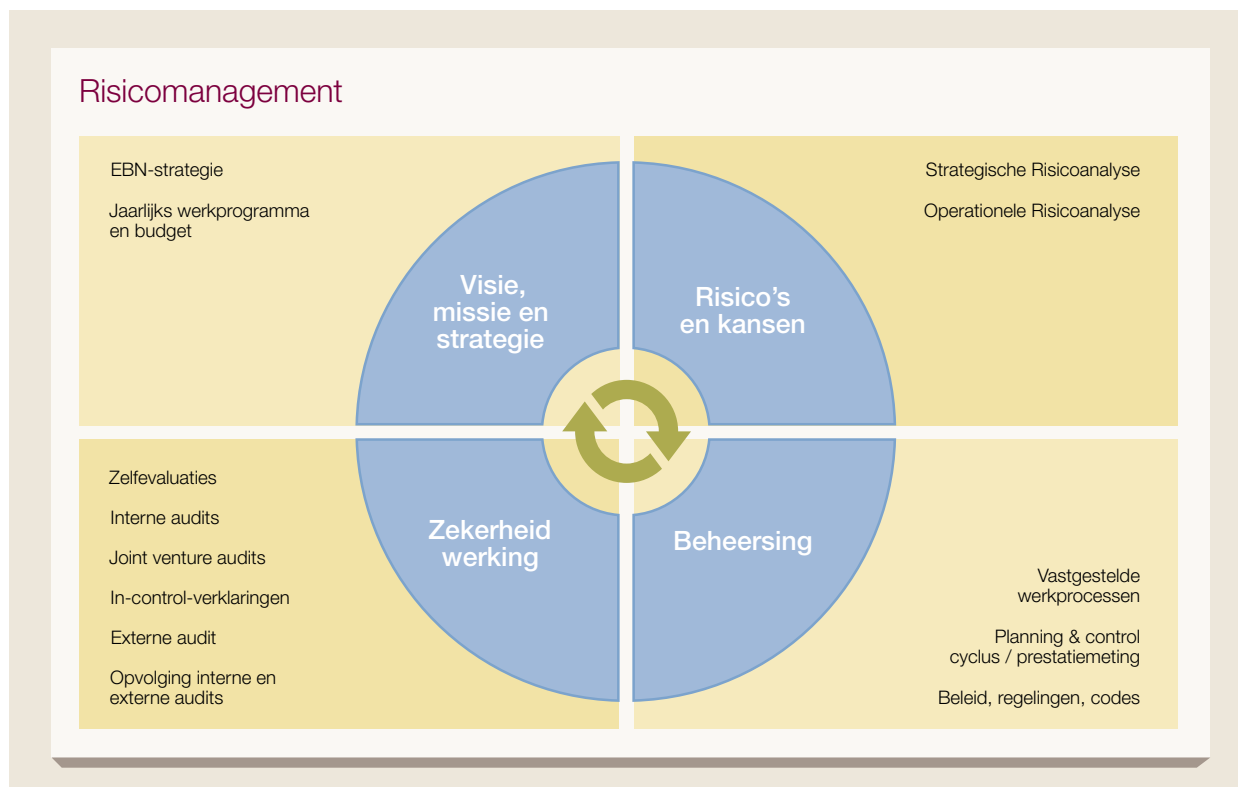 Risicomanagement
EBN-strategie
Jaarlijks werkprogramma
en budget
Visie,
missie en
strategie
Strategische Risicoanalyse
Operationele Risicoanalyse
Risico's
en kansen
Zelfevaluaties
Interne audits
Joint venture audits
In-control-verklaringen
Externe audit
Opvolging interne en
externe audits
Zekerheid
werking
Beheersing
Vastgestelde
werkprocessen
Planning & control
cyclus / prestatiemeting
Beleid, regelingen, codes